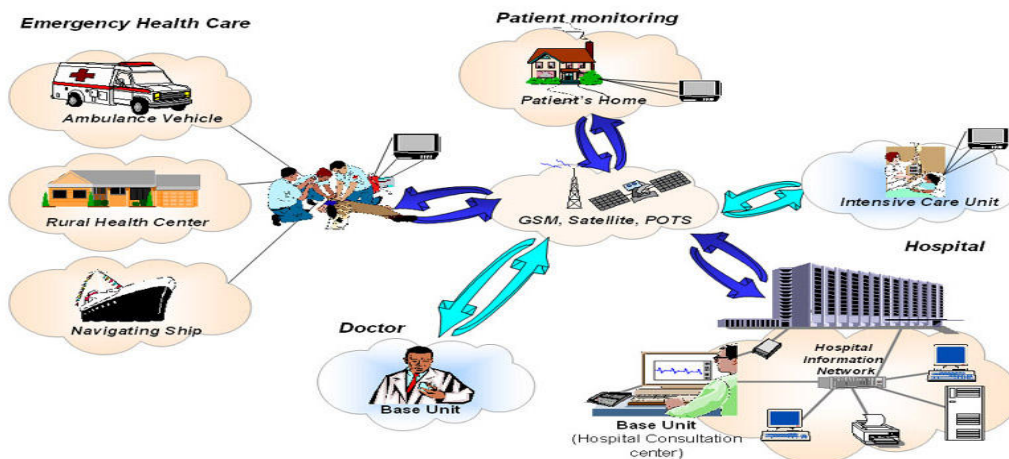 Emergency Health Care
Patient monitoring
Ambulance Vehicle
Patient's Home
Rural Health Center
GSM, Satellite, POTS
Intensive Care Unit
Navigating Ship
Hospital
Doctor
Base Unit
Hospital
Information
Network
Base Unit
(Hospital Consultation
center)